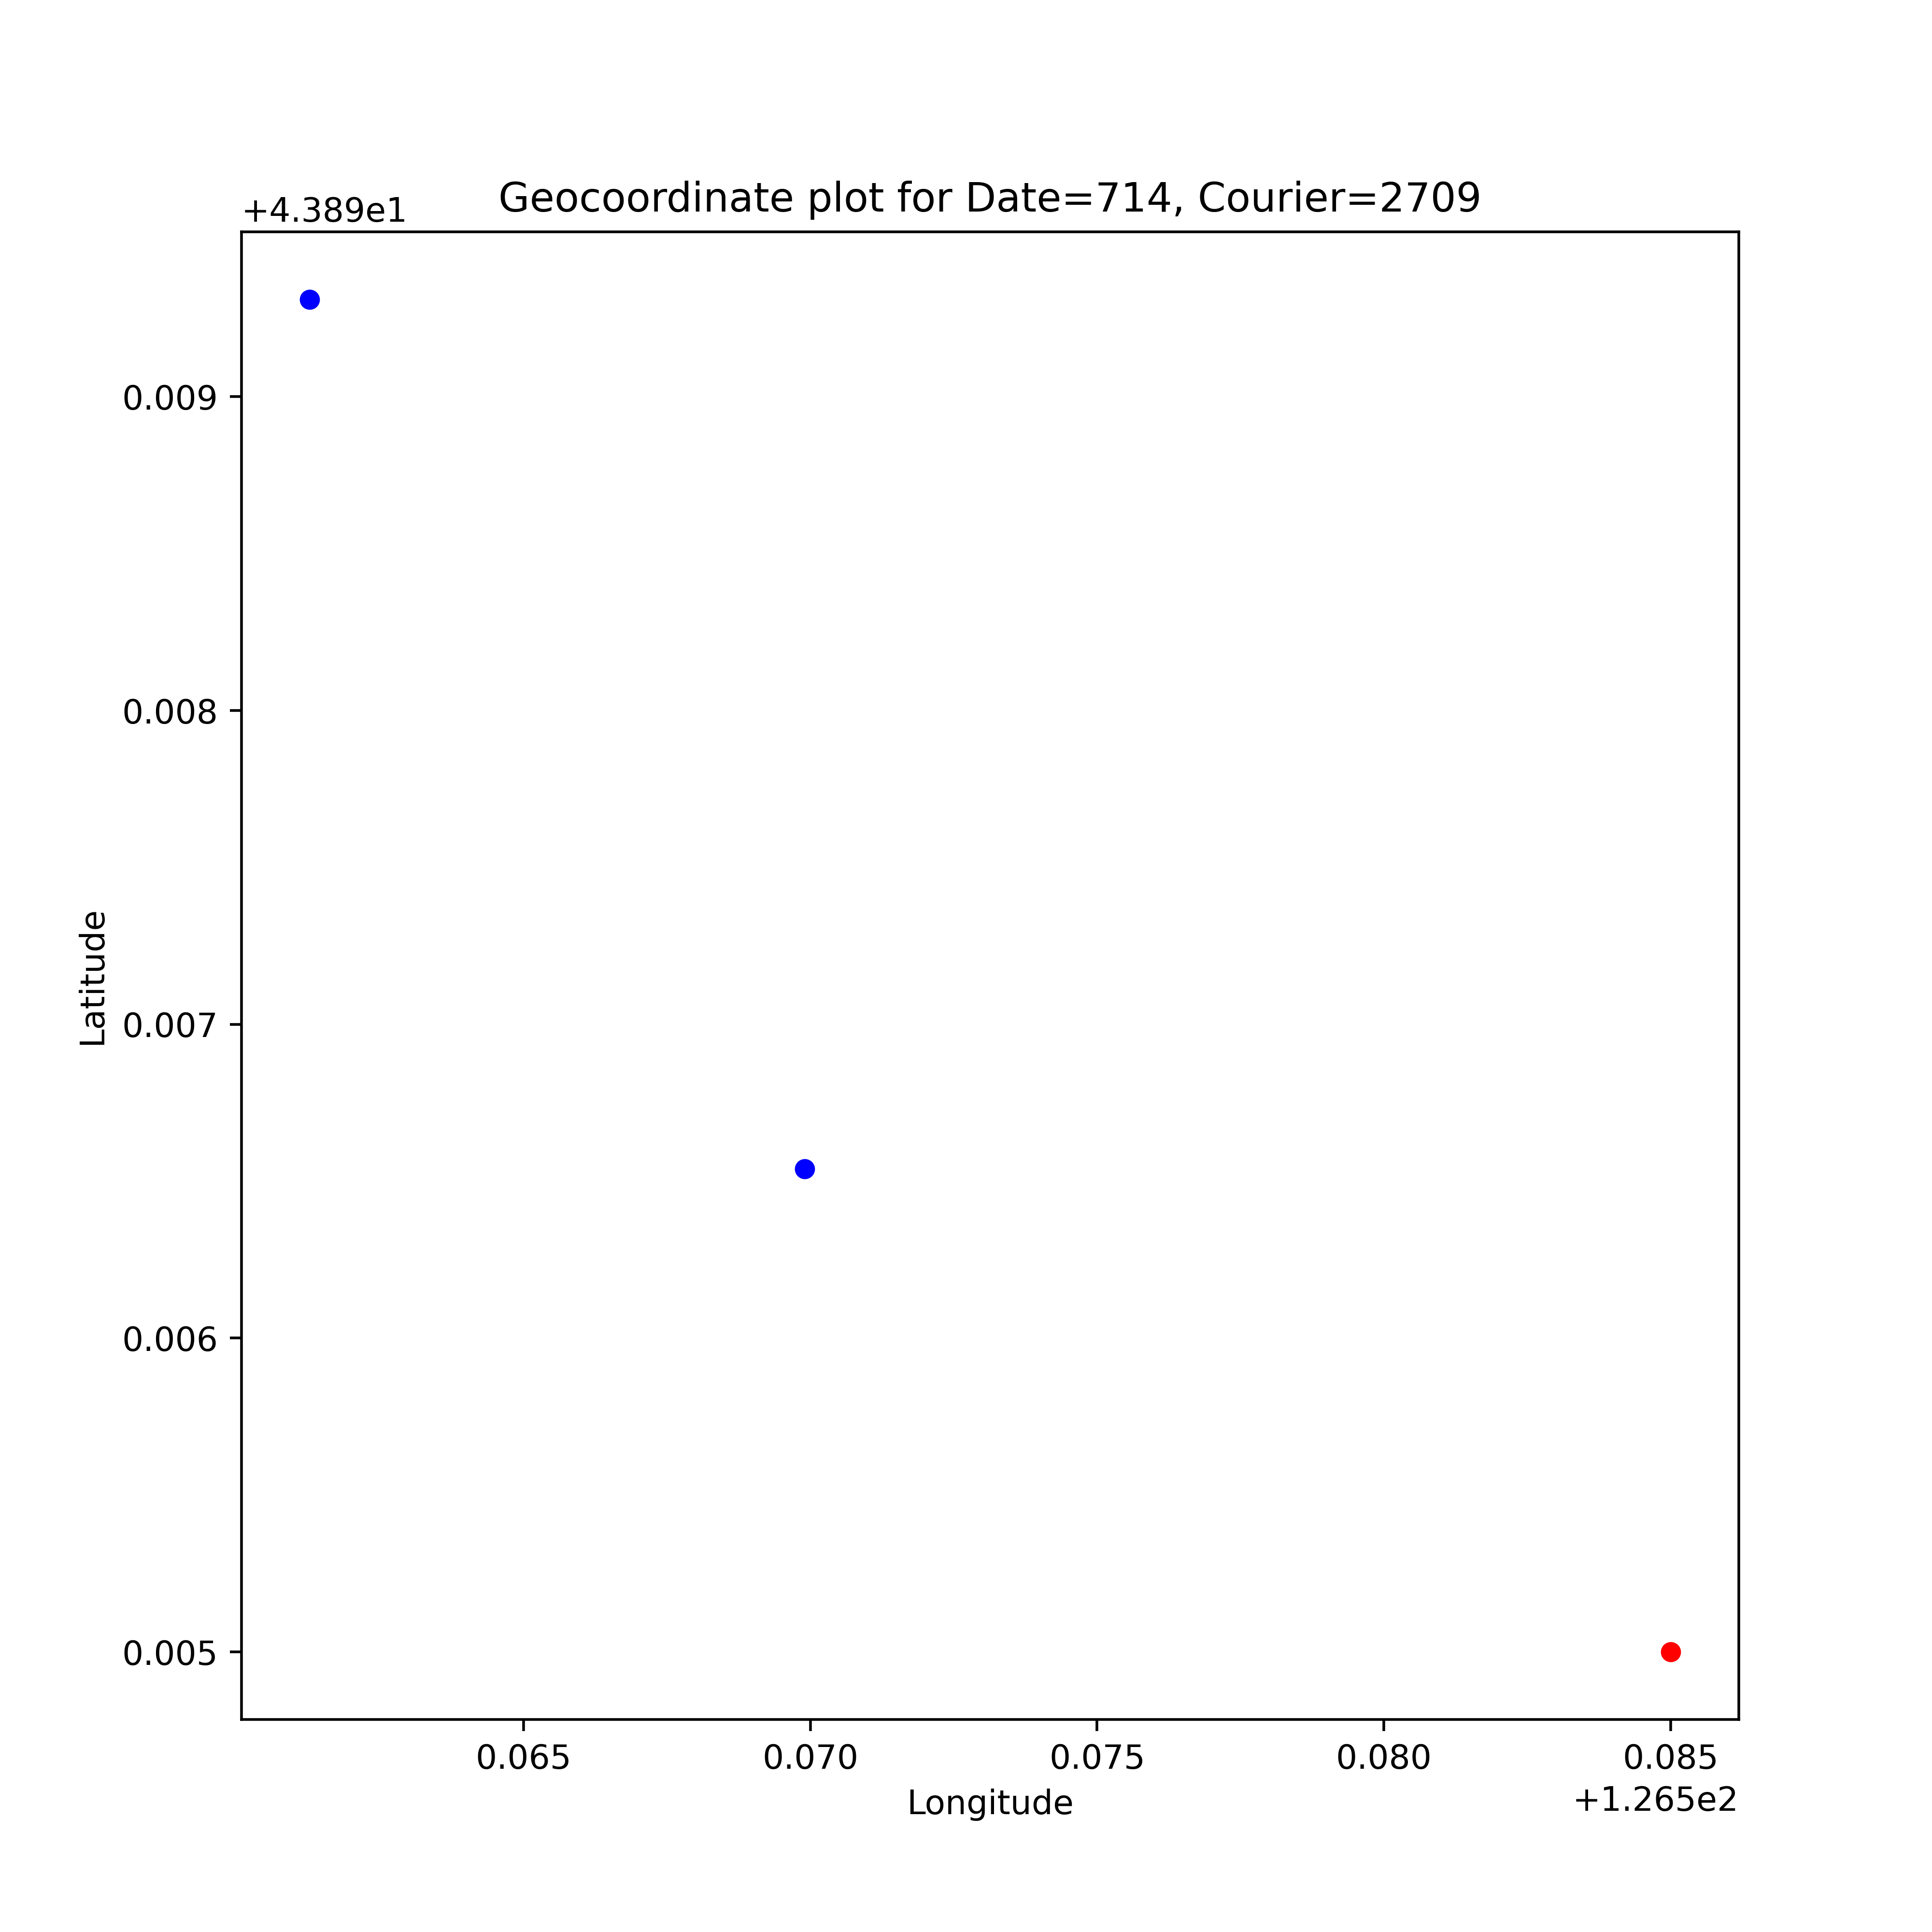 Geocoordinate plot for Date=714, Courier=2709
+4.389e1
0.009
0.008
0.007
0.006
0.005
Latitude
0.065 0.070 0.075 0.080 0.085
Longitude
+1.265e2